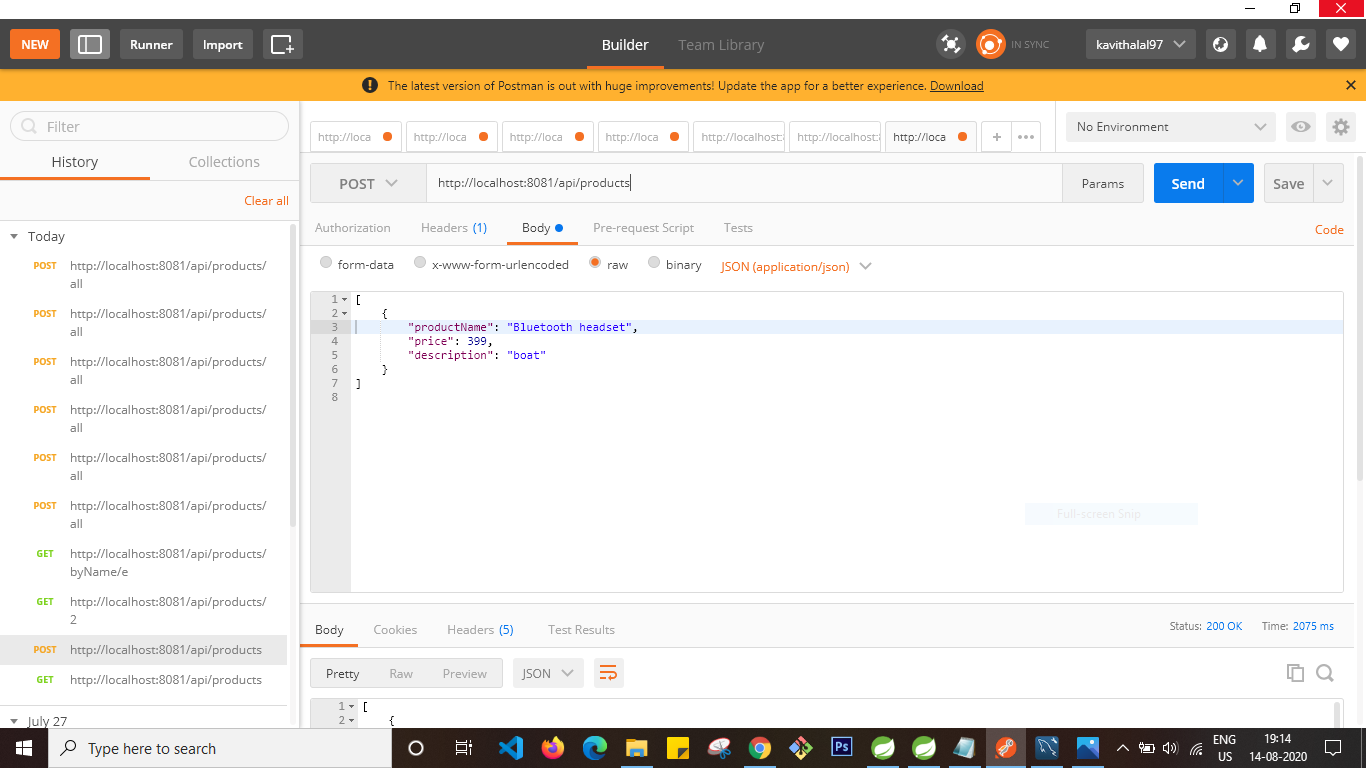 NEW
Runner
Import
Builder
Team Library
IN SYNC
kavithalal97
The latest version of Postman is out with huge improvements! Update the app for a better experience. Download
Filter
History
Collections
Clear all
Today
POST http://localhost:8081/api/products/
all
POST http://localhost:8081/api/products/
all
POST http://localhost:8081/api/products/
all
POST http://localhost:8081/api/products/
all
POST http://localhost:8081/api/products/
all
POST http://localhost:8081/api/products/
all
GET http://localhost:8081/api/products/
byName/e
GET http://localhost:8081/api/products/
2
POST http://localhost:8081/api/products
GET http://localhost:8081/api/products
July 27
http://loca http://loca http://loca http://loca http://localhost: http://localhost: http://loca + •••
No Environment
POST http://localhost:8081/api/products Params Send Save
Authorization Headers (1) Body Pre-request Script Tests Code
form-data x-www-form-urlencoded raw binary JSON (application/json)
1 [
2 {
3 "productName": "Bluetooth headset",
4 "price": 399,
5 "description": "boat"
6 }
7 ]
8
Full-screen Snip
Body Cookies Headers (5) Test Results Status: 200 OK Time: 2075 ms
Pretty Raw Preview JSON
1 [
2 {
Type here to search
Ps
ENG
US
19:14
14-08-2020